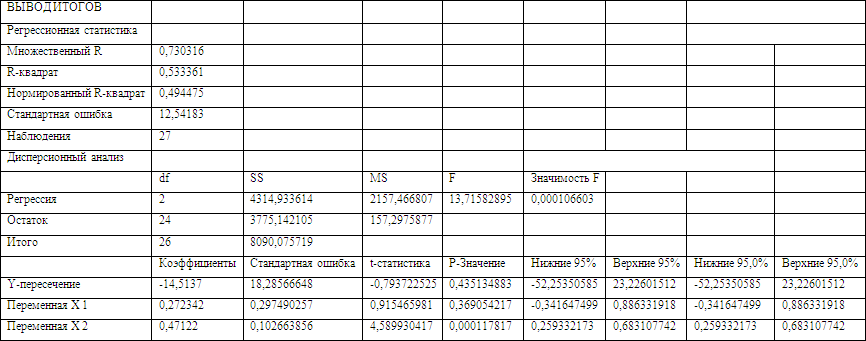 ВЫВОД ИТОГОВ
Регрессионная статистика
Множественный R 0,730316
R-квадрат 0,533361
Нормированный R-квадрат 0,494475
Стандартная ошибка 12,54183
Наблюдения 27
Дисперсионный анализ
df SS MS F Значимость F
Регрессия 2 4314,933614 2157,466807 13,71582895 0,000106603
Остаток 24 3775,142105 157,2975877
Итого 26 8090,075719
Коэффициенты Стандартная ошибка t-статистика P-Значение Нижние 95% Верхние 95% Нижние 95,0% Верхние 95,0%
Y-пересечение -14,5137 18,28566648 -0,793722525 0,435134883 -52,25350585 23,22601512 -52,25350585 23,22601512
Переменная X 1 0,272342 0,297490257 0,915465981 0,369054217 -0,341647499 0,886331918 -0,341647499 0,886331918
Переменная X 2 0,47122 0,102663856 4,589930417 0,000117817 0,259332173 0,683107742 0,259332173 0,683107742